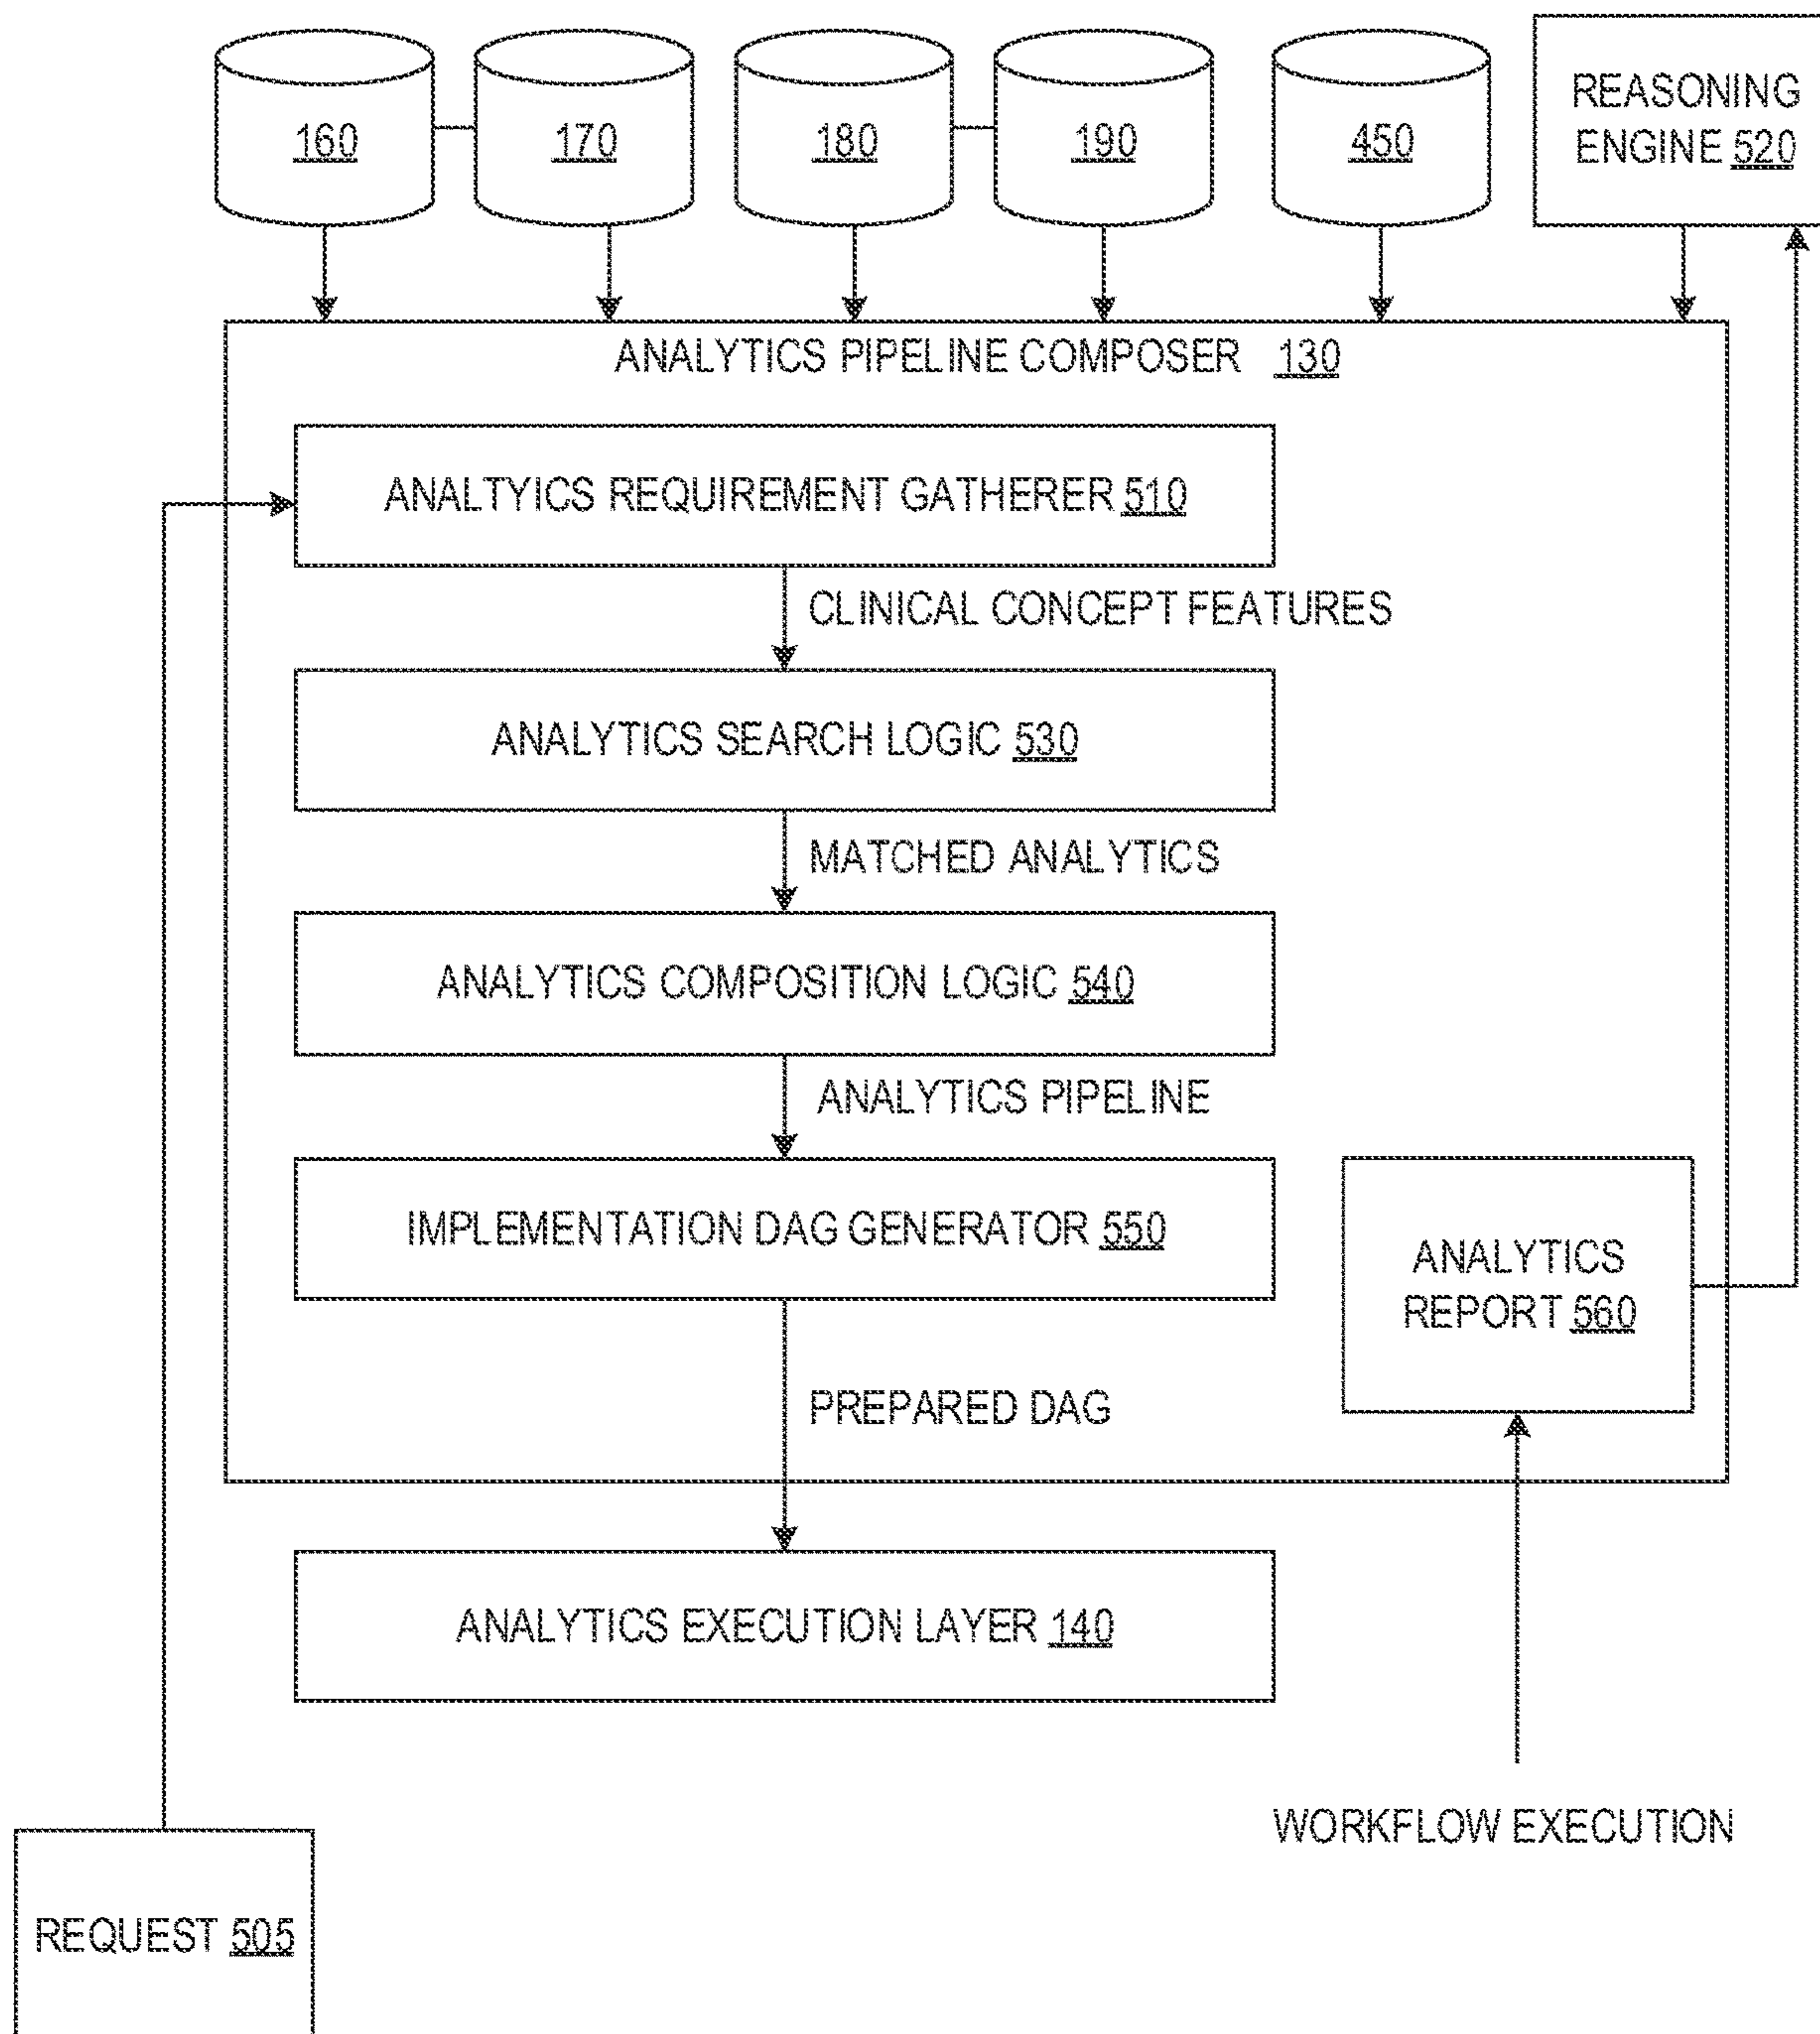 160
170
180
190
450
REASONING
ENGINE 520
ANALYTICS PIPELINE COMPOSER 130
ANALTYICS REQUIREMENT GATHERER 510
CLINICAL CONCEPT FEATURES
ANALYTICS SEARCH LOGIC 530
MATCHED ANALYTICS
ANALYTICS COMPOSITION LOGIC 540
ANALYTICS PIPELINE
IMPLEMENTATION DAG GENERATOR 550
ANALYTICS
REPORT 560
PREPARED DAG
ANALYTICS EXECUTION LAYER 140
WORKFLOW EXECUTION
REQUEST 505